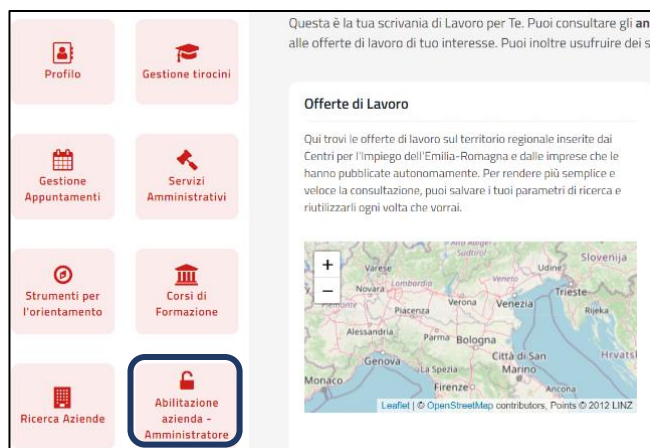 Profilo
Gestione tirocini
Gestione
Appuntamenti
Servizi
Amministrativi
Strumenti per
l'orientamento
Corsi di
Formazione
Ricerca Aziende
Abilitazione
azienda -
Amministratore
Questa è la tua scrivania di Lavoro per Te. Puoi consultare gli an
alle offerte di lavoro di tuo interesse. Puoi inoltre usufruire dei s
Offerte di Lavoro
Qui trovi le offerte di lavoro sul territorio regionale inserite dai
Centri per l'Impiego dell'Emilia-Romagna e dalle imprese che le
hanno pubblicate autonomamente. Per rendere più semplice e
veloce la consultazione, puoi salvare i tuoi parametri di ricerca e
riutilizzarli ogni volta che vorrai.
+
−
Südtirol
Slovenija
Varese
Udine
Lombardia
Veneto
Trieste
Novara
Verona
Venezia
Rijeka
Piacenza
Alessandria
Parma
Bologna
Genova
Città di San
Marino
Hrvats
La Spezia
Monaco
Firenze
Ancona
Leaflet | © OpenStreetMap contributors, Points © 2012 LINZ